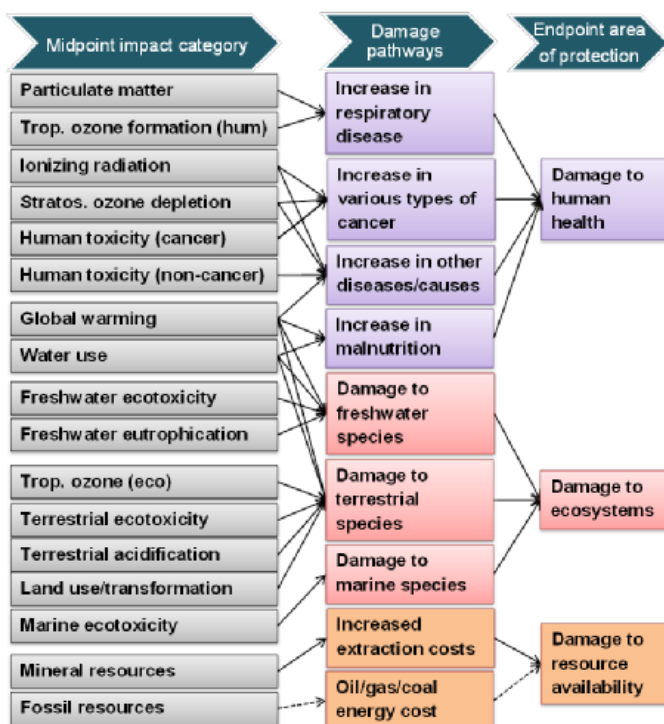 Midpoint impact category
Damage
pathways
Endpoint area
of protection
Particulate matter
Trop. ozone formation (hum)
Ionizing radiation
Stratos. ozone depletion
Human toxicity (cancer)
Human toxicity (non-cancer)
Global warming
Water use
Freshwater ecotoxicity
Freshwater eutrophication
Trop. ozone (eco)
Terrestrial ecotoxicity
Terrestrial acidification
Land use/transformation
Marine ecotoxicity
Mineral resources
Fossil resources
Increase in
respiratory
disease
Increase in
various types of
cancer
Increase in other
diseases/causes
Increase in
malnutrition
Damage to
freshwater
species
Damage to
terrestrial
species
Damage to
marine species
Increased
extraction costs
Oil/gas/coal
energy cost
Damage to
human
health
Damage to
ecosystems
Damage to
resource
availability